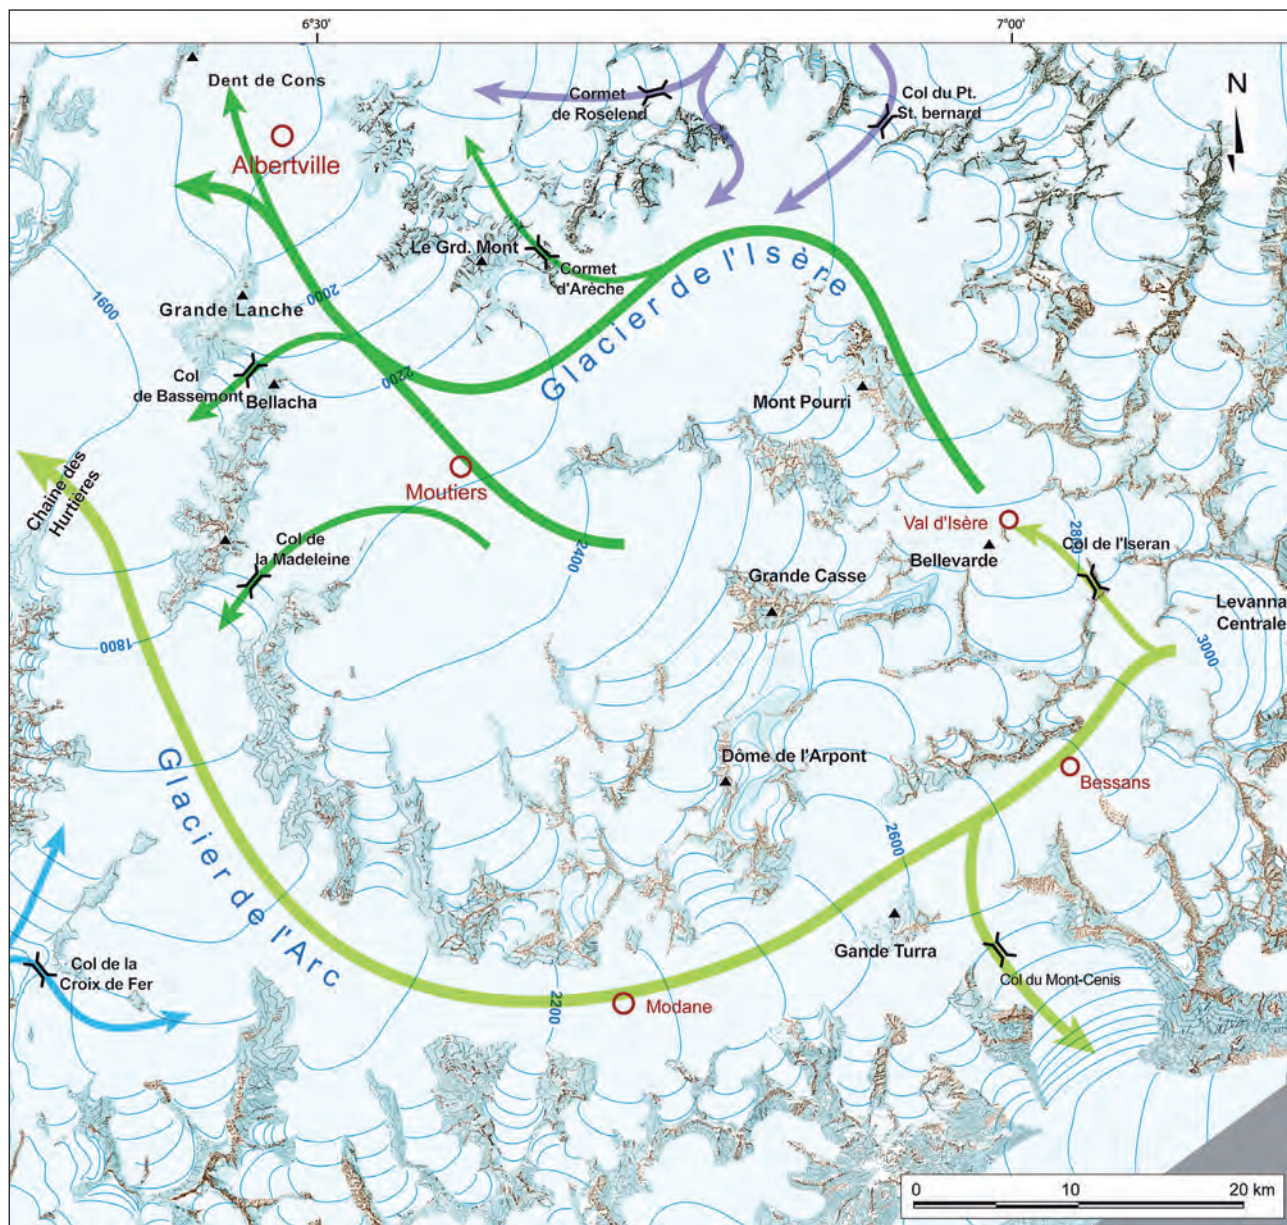 6°30'
7°00'
Dent de Cons
Cormet
de Roselend
Col du Pt.
St. bernard
N
Albertville
Le Grd. Mont
Cormet
d'Arèche
Glacier de l'Isère
1600
2000
Grande Lanche
Col
de Bassemont
Bellacha
2200
Mont Pourri
Chaine des
Hurtières
Moutiers
Val d'Isère
2800
Col de l'Iseran
Bellevarde
Col de
la Madeleine
2400
Grande Casse
Levanna
Centrale
1800
3000
Dôme de l'Arpont
Bessans
Glacier de l'Arc
2600
Gande Turra
Col de la
Croix de Fer
Col du Mont-Cenis
2200
Modane
0
10
20 km